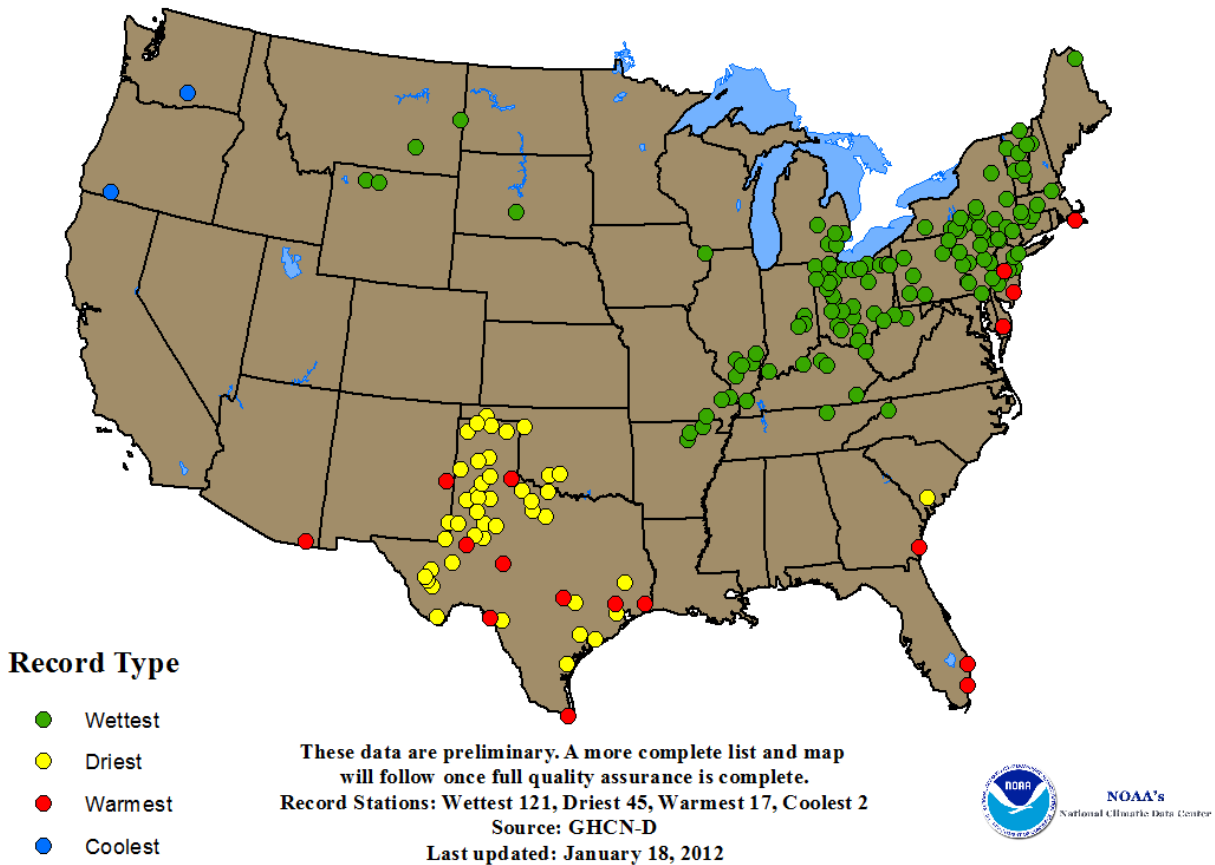 Record Type
Wettest
Driest
Warmest
Coolest
These data are preliminary. A more complete list and map
will follow once full quality assurance is complete.
Record Stations: Wettest 121, Driest 45, Warmest 17, Coolest 2
Source: GHCN-D
Last updated: January 18, 2012
NOAA
NOAA's
National Climatic Data Center